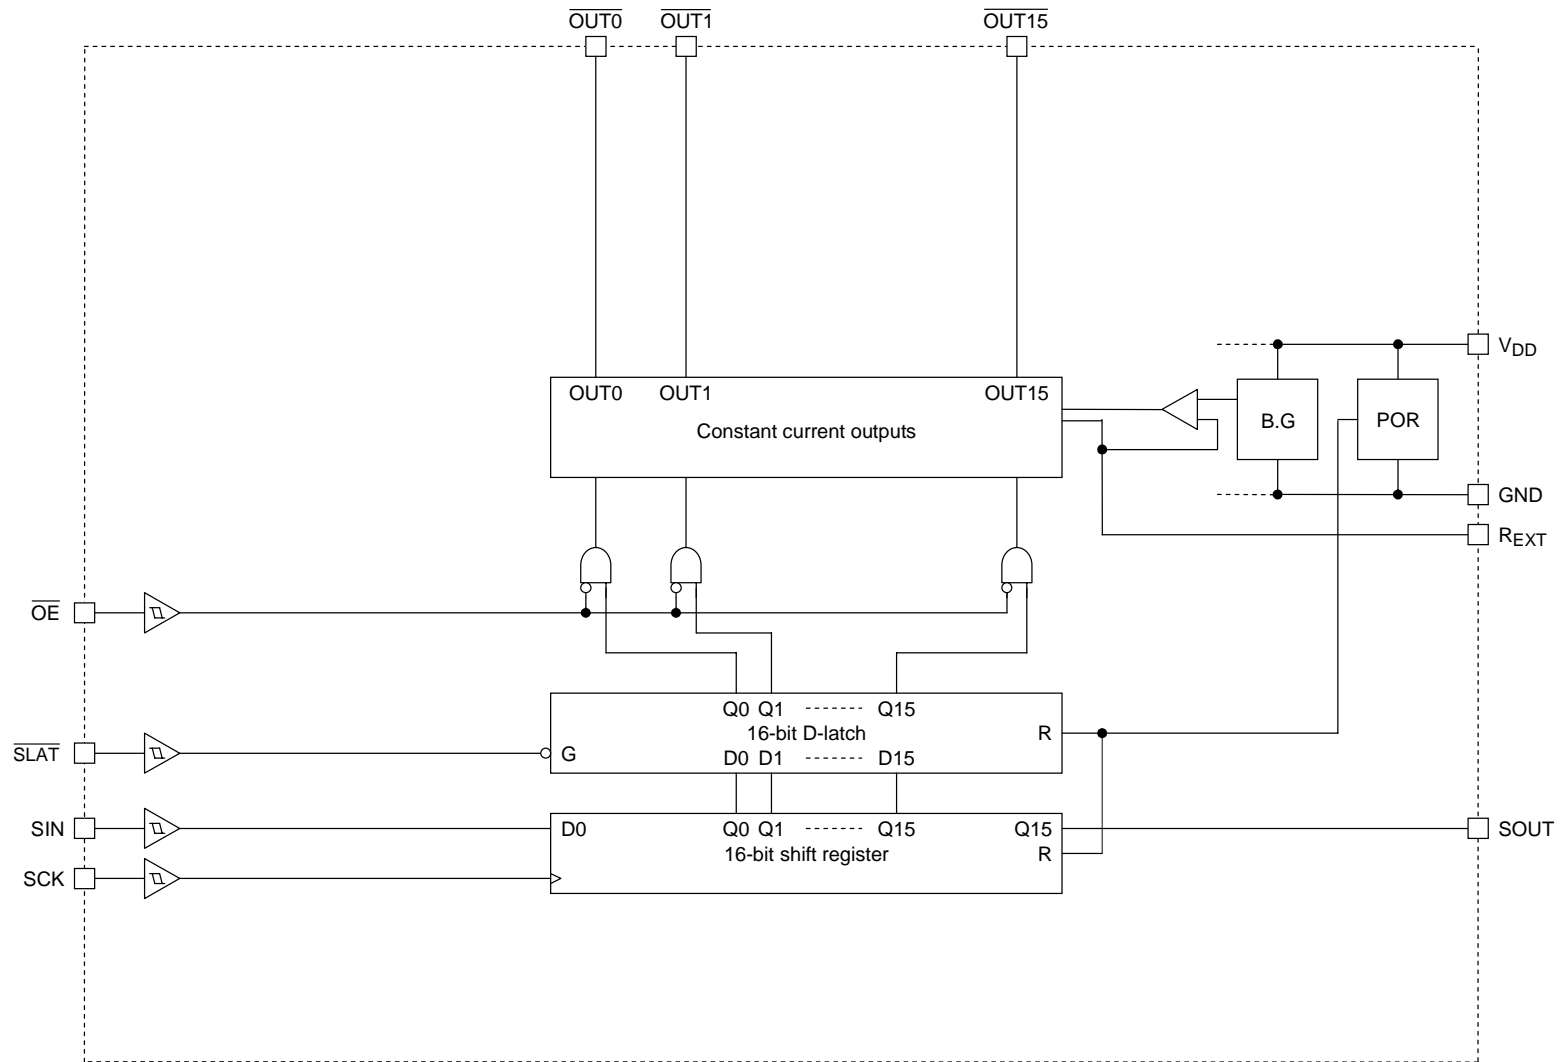 OUT0 OUT1 OUT15
VDD
OUT0 OUT1 OUT15
Constant current outputs
B.G
POR
GND
REXT
OE
Q0 Q1 ------- Q15
16-bit D-latch
R
SLAT
G
D0 D1 ------- D15
SIN
D0
Q0 Q1 ------- Q15
Q15
SOUT
16-bit shift register
R
SCK